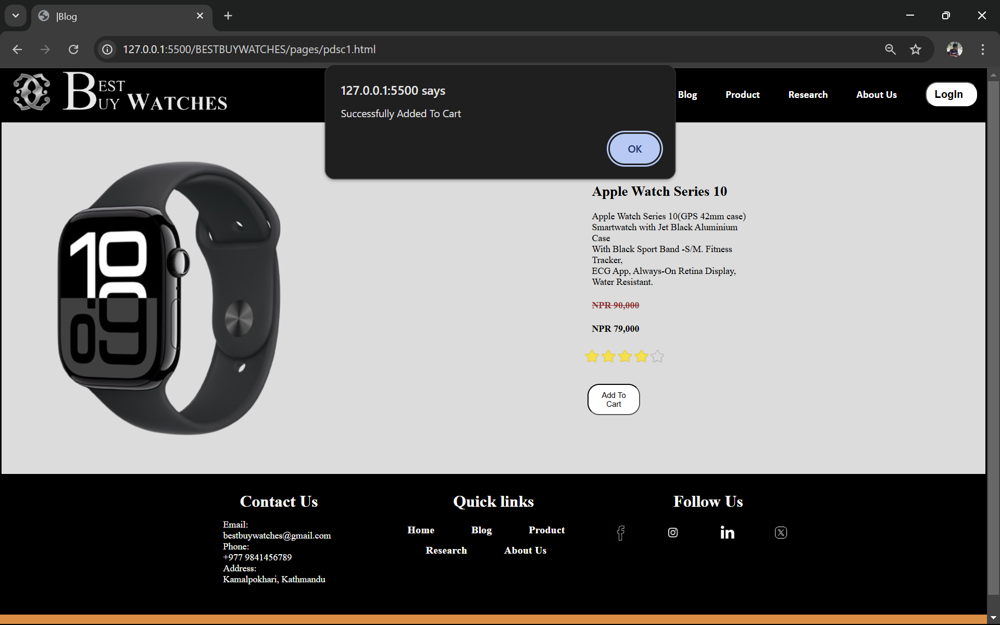 |Blog
127.0.0.1:5500/BESTBUYWATCHES/pages/pdsc1.html
BEST
BUY WATCHES
127.0.0.1:5500 says
Successfully Added To Cart
OK
Blog
Product
Research
About Us
LogIn
10
09
Apple Watch Series 10
Apple Watch Series 10(GPS 42mm case)
Smartwatch with Jet Black Aluminium
Case
With Black Sport Band -S/M. Fitness
Tracker,
ECG App, Always-On Retina Display,
Water Resistant.
NPR 90,000
NPR 79,000
Add To
Cart
Contact Us
Email:
bestbuywatches@gmail.com
Phone:
+977 9841456789
Address:
Kamalpokhari, Kathmandu
Quick links
Home
Blog
Product
Research
About Us
Follow Us
f
in
X